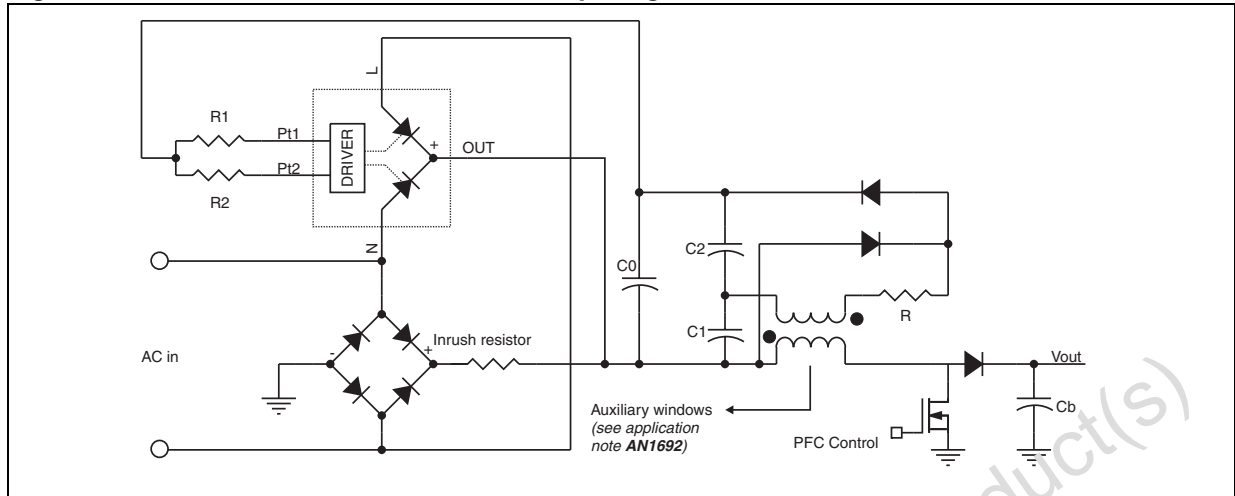 L
R1
Pt1
DRIVER
+
OUT
Pt2
R2
N
C2
C0
R
C1
AC in
-
+
Inrush resistor
Vout
Auxiliary windows
(see application
note AN1692)
PFC Control
Cb
duct(s)